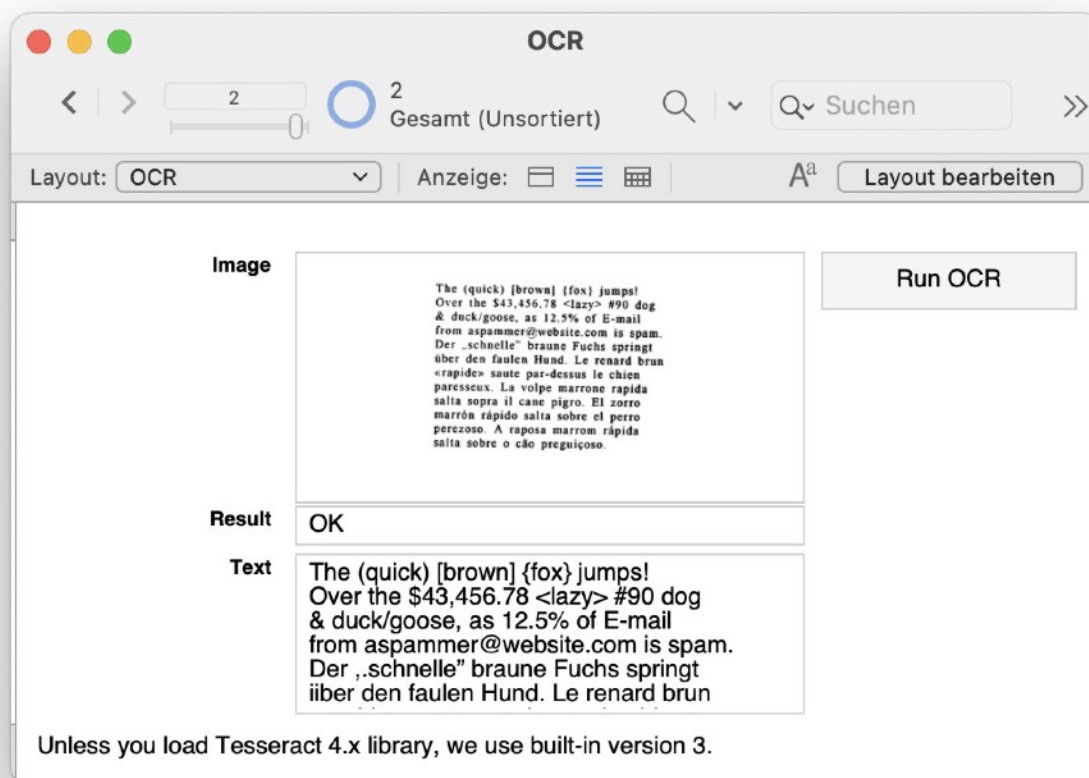 OCR
2
2
Gesamt (Unsortiert)
Suchen
Layout: OCR
Anzeige:
Aa
Layout bearbeiten
Image
The (quick) [brown] {fox} jumps!
Over the $43,456.78 <lazy> #90 dog
& duck/goose, as 12.5% of E-mail
from aspammer@website.com is spam.
Der „schnelle” braune Fuchs springt
über den faulen Hund. Le renard brun
«rapide» saute par-dessus le chien
paresseux. La volpe marrone rapida
salta sopra il cane pigro. El zorro
marrón rápido salta sobre el perro
perezoso. A raposa marrom rápida
salta sobre o cão preguiçoso.
Run OCR
Result
OK
Text
The (quick) [brown] {fox} jumps!
Over the $43,456.78 <lazy> #90 dog
& duck/goose, as 12.5% of E-mail
from aspammer@website.com is spam.
Der ,.schnelle” braune Fuchs springt
iiber den faulen Hund. Le renard brun
Unless you load Tesseract 4.x library, we use built-in version 3.